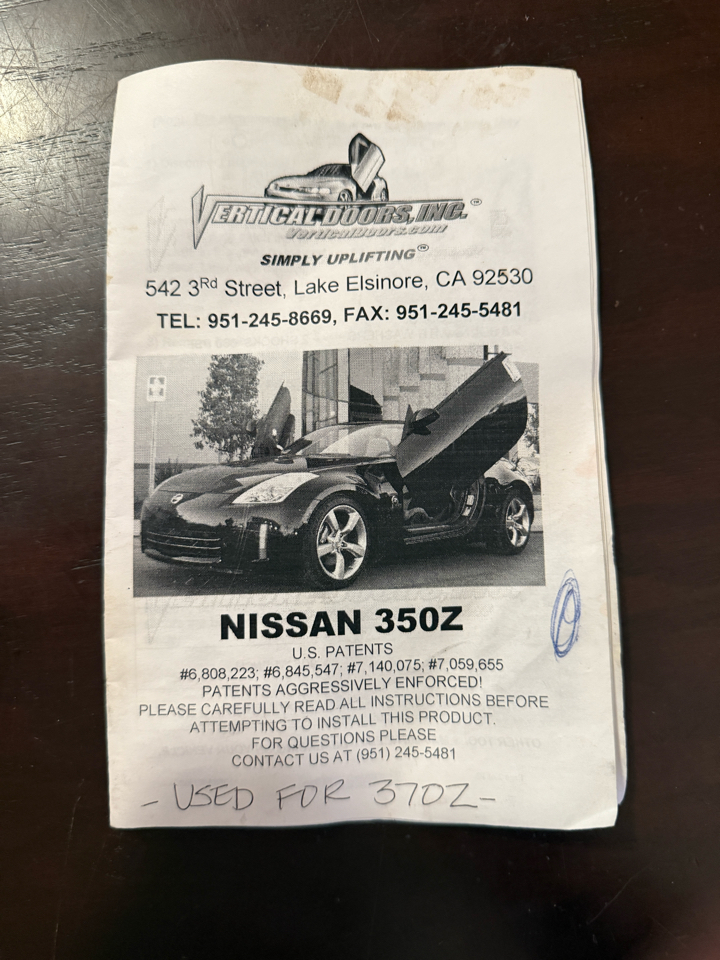 VERTICAL DOORS, INC.™
VerticalDoors.com
SIMPLY UPLIFTING™
542 3Rd Street, Lake Elsinore, CA 92530
TEL: 951-245-8669, FAX: 951-245-5481
NISSAN 350Z
U.S. PATENTS
#6,808,223; #6,845,547; #7,140,075; #7,059,655
PATENTS AGGRESSIVELY ENFORCED!
PLEASE CAREFULLY READ ALL INSTRUCTIONS BEFORE
ATTEMPTING TO INSTALL THIS PRODUCT.
FOR QUESTIONS PLEASE
CONTACT US AT (951) 245-5481
- USED FOR 370Z-